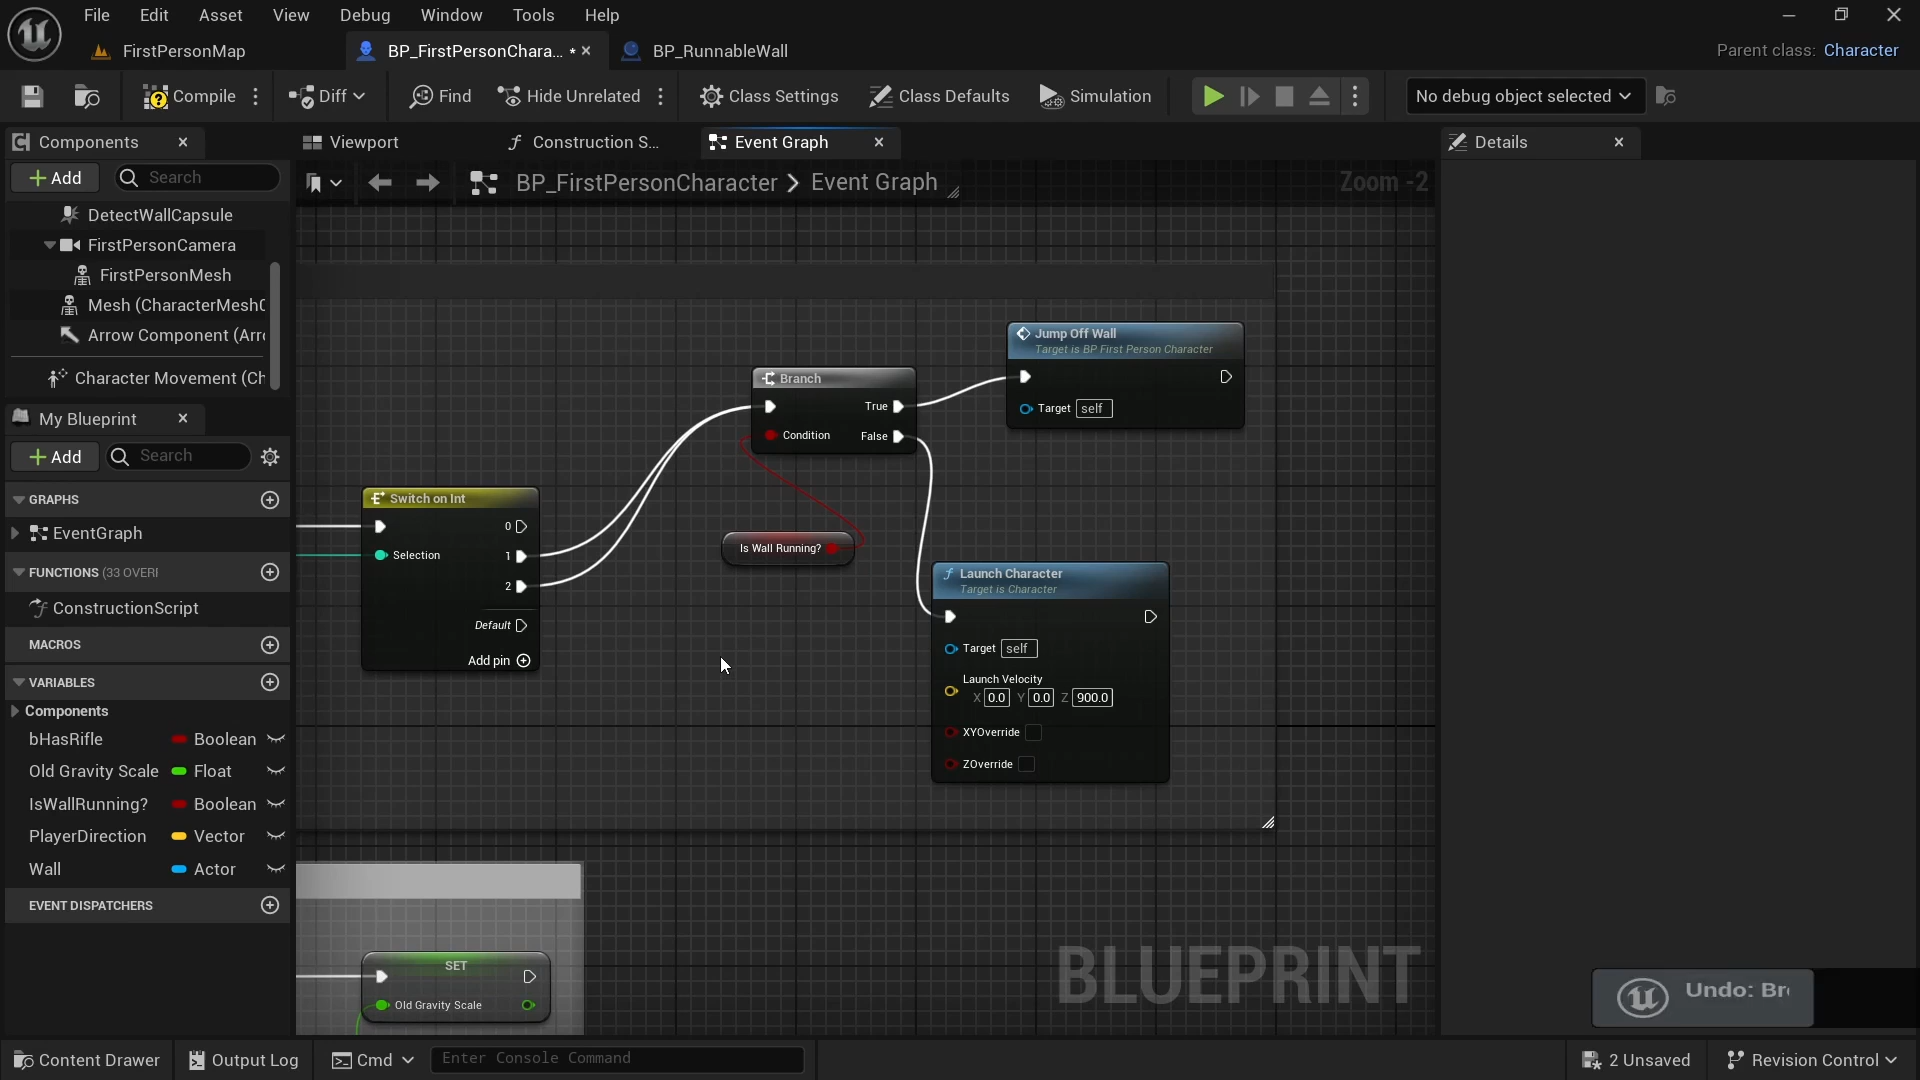 File Edit Asset View Debug Window Tools Help
FirstPersonMap
BP_FirstPersonChara... *
BP_RunnableWall
Parent class: Character
Compile
Diff
Find
Hide Unrelated
Class Settings
Class Defaults
Simulation
No debug object selected
Components
Viewport
Construction S...
Event Graph
Details
Add
Search
BP_FirstPersonCharacter > Event Graph
Zoom -2
DetectWallCapsule
FirstPersonCamera
FirstPersonMesh
Mesh (CharacterMesh0
Arrow Component (Arro
Character Movement (Ch
My Blueprint
Add
Search
GRAPHS
EventGraph
FUNCTIONS (33 OVERI
ConstructionScript
MACROS
VARIABLES
Components
bHasRifle Boolean
Old Gravity Scale Float
IsWallRunning? Boolean
PlayerDirection Vector
Wall Actor
EVENT DISPATCHERS
Jump Off Wall
Target is BP First Person Character
Target self
Branch
True
Condition False
Switch on Int
0
Selection 1
2
Default
Add pin
Is Wall Running?
Launch Character
Target is Character
Target self
Launch Velocity
X 0.0 Y 0.0 Z 900.0
XYOverride
ZOverride
SET
Old Gravity Scale
BLUEPRINT
Undo: Br
Content Drawer
Output Log
Cmd
Enter Console Command
2 Unsaved
Revision Control